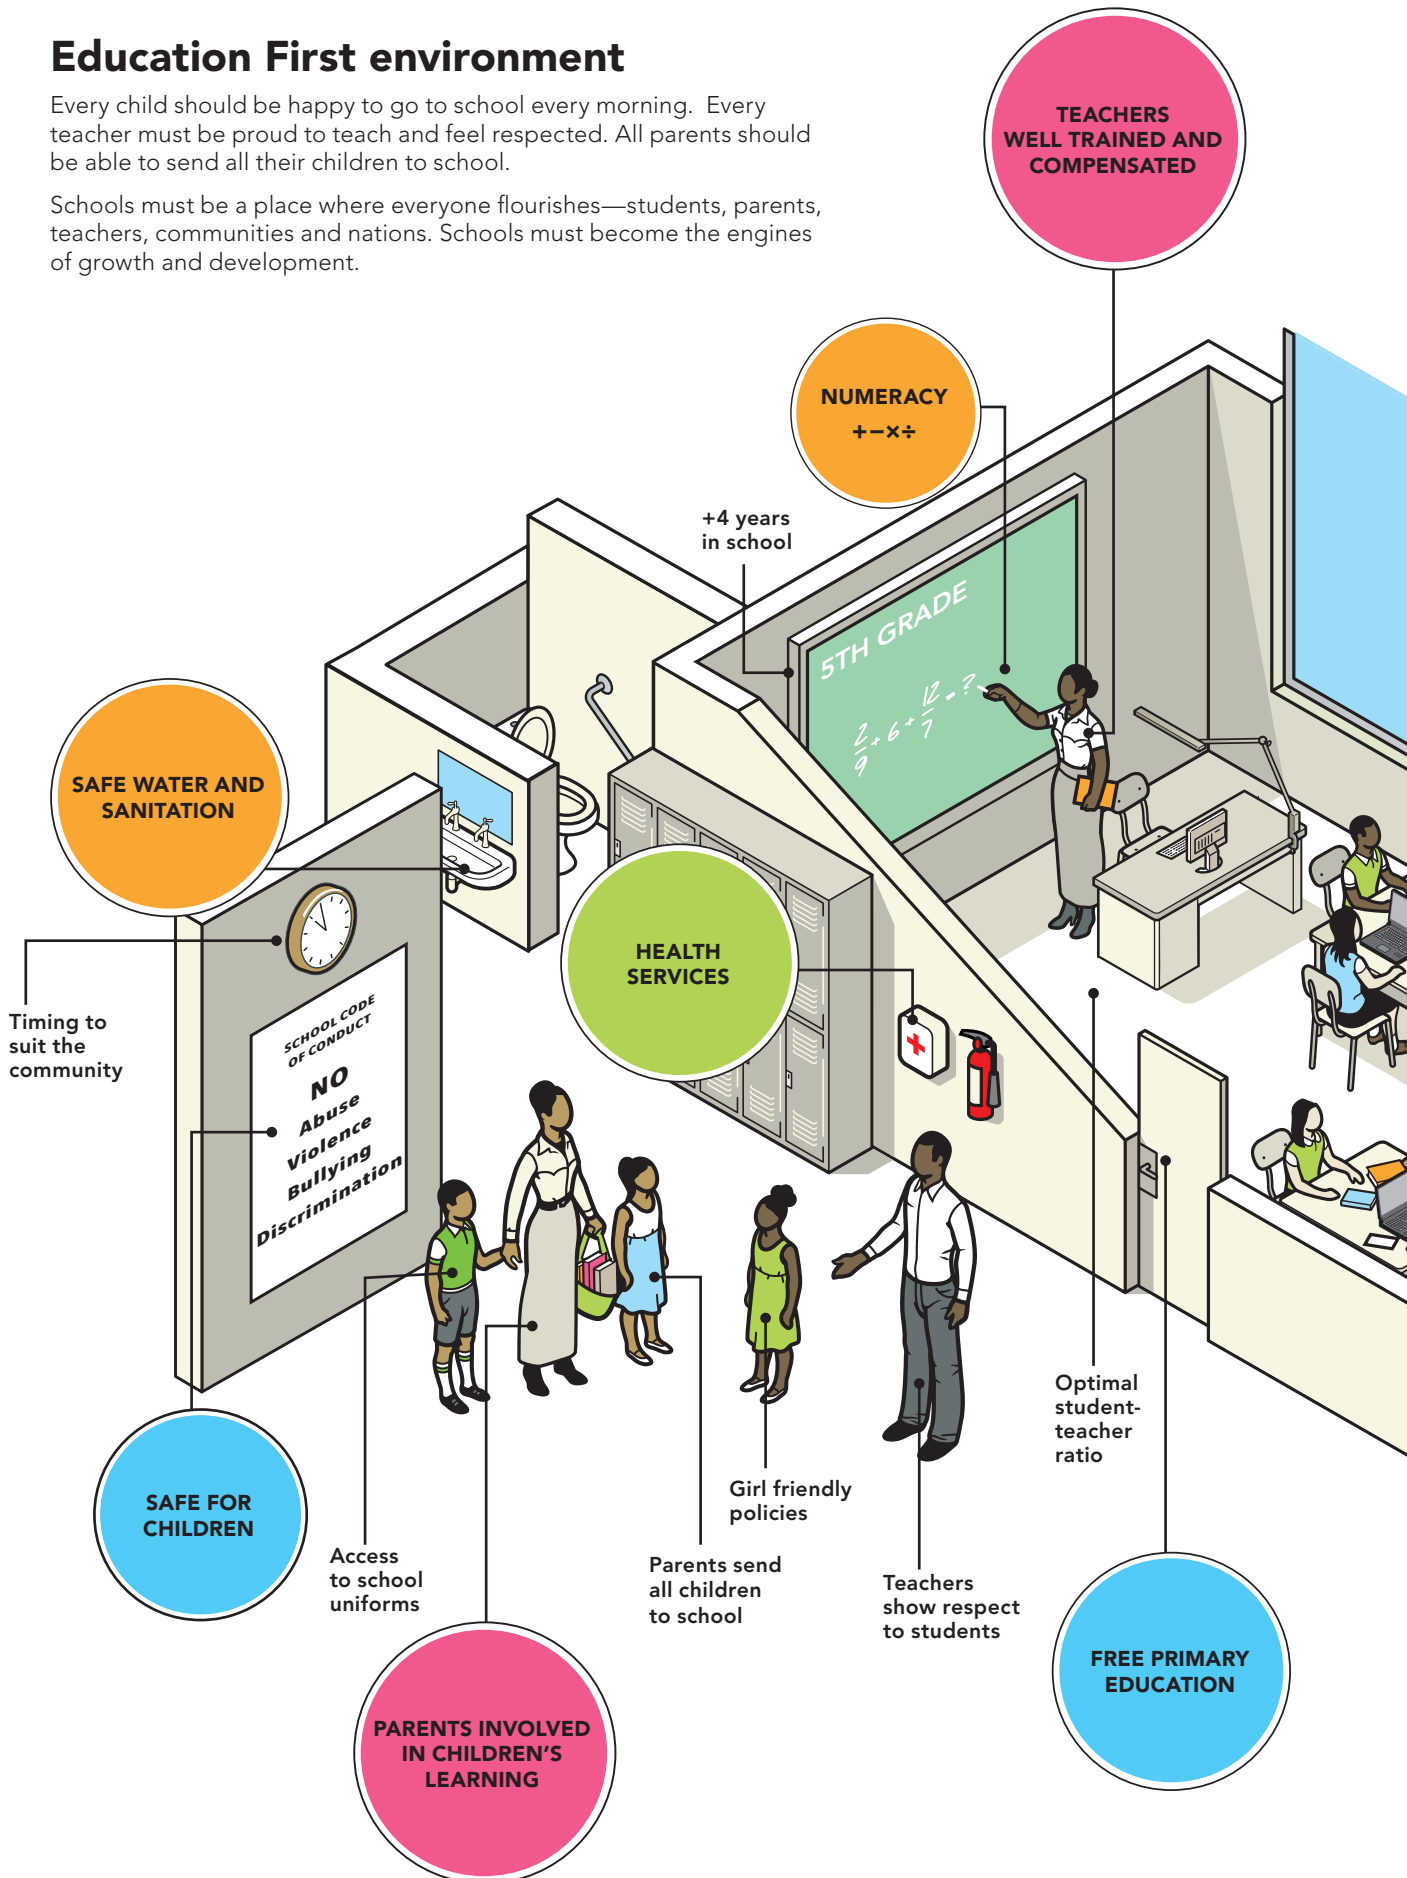 Education First environment
Every child should be happy to go to school every morning. Every
teacher must be proud to teach and feel respected. All parents should
be able to send all their children to school.
Schools must be a place where everyone flourishes—students, parents,
teachers, communities and nations. Schools must become the engines
of growth and development.
TEACHERS
WELL TRAINED AND
COMPENSATED
NUMERACY
+−×÷
+4 years
in school
5TH GRADE
2/9 + 6 + 12/7 = ?
SAFE WATER AND
SANITATION
HEALTH
SERVICES
Timing to
suit the
community
SCHOOL CODE
OF CONDUCT
NO
Abuse
Violence
Bullying
Discrimination
Optimal
student-
teacher
ratio
Girl friendly
policies
SAFE FOR
CHILDREN
Access
to school
uniforms
Parents send
all children
to school
Teachers
show respect
to students
FREE PRIMARY
EDUCATION
PARENTS INVOLVED
IN CHILDREN'S
LEARNING